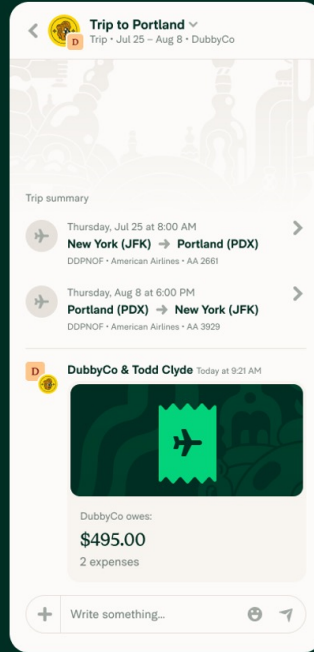 Trip to Portland
D
Trip • Jul 25 – Aug 8 • DubbyCo
Trip summary
Thursday, Jul 25 at 8:00 AM
New York (JFK) → Portland (PDX)
DDPNOF • American Airlines • AA 2661
Thursday, Aug 8 at 6:00 PM
Portland (PDX) → New York (JFK)
DDPNOF • American Airlines • AA 3929
D
DubbyCo & Todd Clyde Today at 9:21 AM
DubbyCo owes:
$495.00
2 expenses
Write something...